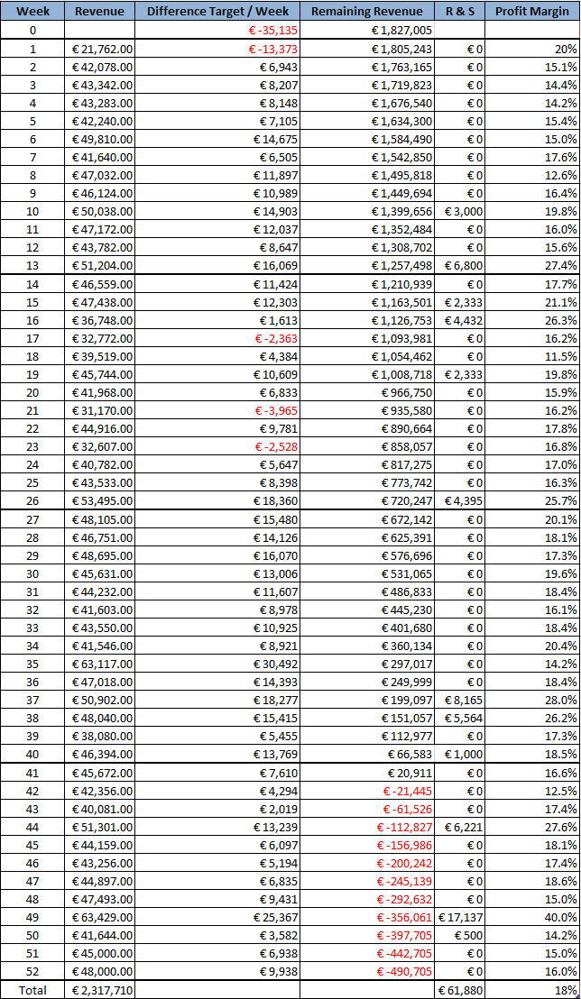 Week Revenue Difference Target / Week Remaining Revenue R & S Profit Margin
0 € -35,135 € 1,827,005
1 € 21,762.00 € -13,373 € 1,805,243 € 0 20%
2 € 42,078.00 € 6,943 € 1,763,165 € 0 15.1%
3 € 43,342.00 € 8,207 € 1,719,823 € 0 14.4%
4 € 43,283.00 € 8,148 € 1,676,540 € 0 14.2%
5 € 42,240.00 € 7,105 € 1,634,300 € 0 15.4%
6 € 49,810.00 € 14,675 € 1,584,490 € 0 15.0%
7 € 41,640.00 € 6,505 € 1,542,850 € 0 17.6%
8 € 47,032.00 € 11,897 € 1,495,818 € 0 12.6%
9 € 46,124.00 € 10,989 € 1,449,694 € 0 16.4%
10 € 50,038.00 € 14,903 € 1,399,656 € 3,000 19.8%
11 € 47,172.00 € 12,037 € 1,352,484 € 0 16.0%
12 € 43,782.00 € 8,647 € 1,308,702 € 0 15.6%
13 € 51,204.00 € 16,069 € 1,257,498 € 6,800 27.4%
14 € 46,559.00 € 11,424 € 1,210,939 € 0 17.7%
15 € 47,438.00 € 12,303 € 1,163,501 € 2,333 21.1%
16 € 36,748.00 € 1,613 € 1,126,753 € 4,432 26.3%
17 € 32,772.00 € -2,363 € 1,093,981 € 0 16.2%
18 € 39,519.00 € 4,384 € 1,054,462 € 0 11.5%
19 € 45,744.00 € 10,609 € 1,008,718 € 2,333 19.8%
20 € 41,968.00 € 6,833 € 966,750 € 0 15.9%
21 € 31,170.00 € -3,965 € 935,580 € 0 16.2%
22 € 44,916.00 € 9,781 € 890,664 € 0 17.8%
23 € 32,607.00 € -2,528 € 858,057 € 0 16.8%
24 € 40,782.00 € 5,647 € 817,275 € 0 17.0%
25 € 43,533.00 € 8,398 € 773,742 € 0 16.3%
26 € 53,495.00 € 18,360 € 720,247 € 4,395 25.7%
27 € 48,105.00 € 15,480 € 672,142 € 0 20.1%
28 € 46,751.00 € 14,126 € 625,391 € 0 18.1%
29 € 48,695.00 € 16,070 € 576,696 € 0 17.3%
30 € 45,631.00 € 13,006 € 531,065 € 0 19.6%
31 € 44,232.00 € 11,607 € 486,833 € 0 18.4%
32 € 41,603.00 € 8,978 € 445,230 € 0 16.1%
33 € 43,550.00 € 10,925 € 401,680 € 0 18.4%
34 € 41,546.00 € 8,921 € 360,134 € 0 20.4%
35 € 63,117.00 € 30,492 € 297,017 € 0 14.2%
36 € 47,018.00 € 14,393 € 249,999 € 0 18.4%
37 € 50,902.00 € 18,277 € 199,097 € 8,165 28.0%
38 € 48,040.00 € 15,415 € 151,057 € 5,564 26.2%
39 € 38,080.00 € 5,455 € 112,977 € 0 17.3%
40 € 46,394.00 € 13,769 € 66,583 € 1,000 18.5%
41 € 45,672.00 € 7,610 € 20,911 € 0 16.6%
42 € 42,356.00 € 4,294 € -21,445 € 0 12.5%
43 € 40,081.00 € 2,019 € -61,526 € 0 17.4%
44 € 51,301.00 € 13,239 € -112,827 € 6,221 27.6%
45 € 44,159.00 € 6,097 € -156,986 € 0 18.1%
46 € 43,256.00 € 5,194 € -200,242 € 0 17.4%
47 € 44,897.00 € 6,835 € -245,139 € 0 18.6%
48 € 47,493.00 € 9,431 € -292,632 € 0 15.0%
49 € 63,429.00 € 25,367 € -356,061 € 17,137 40.0%
50 € 41,644.00 € 3,582 € -397,705 € 500 14.2%
51 € 45,000.00 € 6,938 € -442,705 € 0 15.0%
52 € 48,000.00 € 9,938 € -490,705 € 0 16.0%
Total € 2,317,710 € 61,880 18%